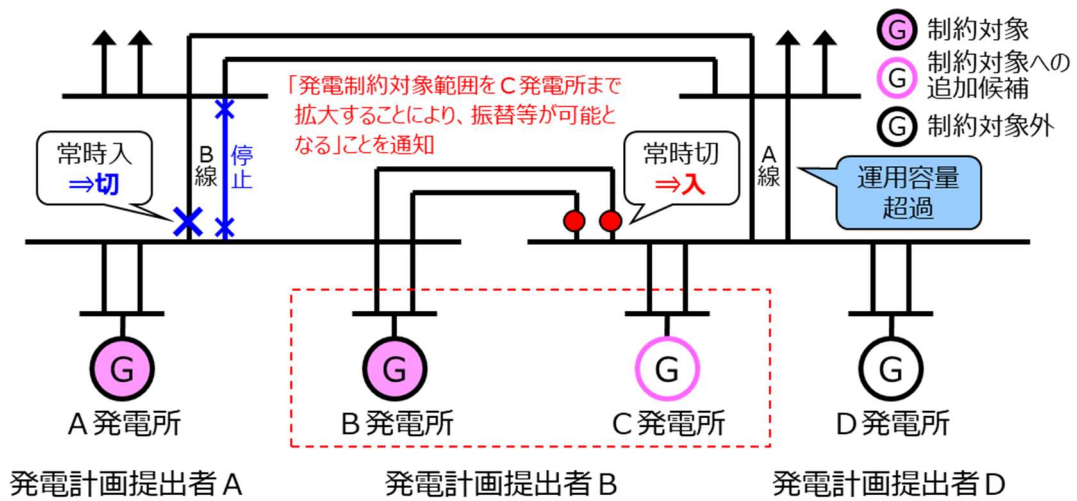 G 制約対象
G 制約対象への
追加候補
G 制約対象外
「発電制約対象範囲をC発電所まで
拡大することにより、振替等が可能と
なる」ことを通知
常時入
⇒切
B線
停止
常時切
⇒入
A線
運用容量
超過
G
G
G
G
A発電所
B発電所
C発電所
D発電所
発電計画提出者A
発電計画提出者B
発電計画提出者D